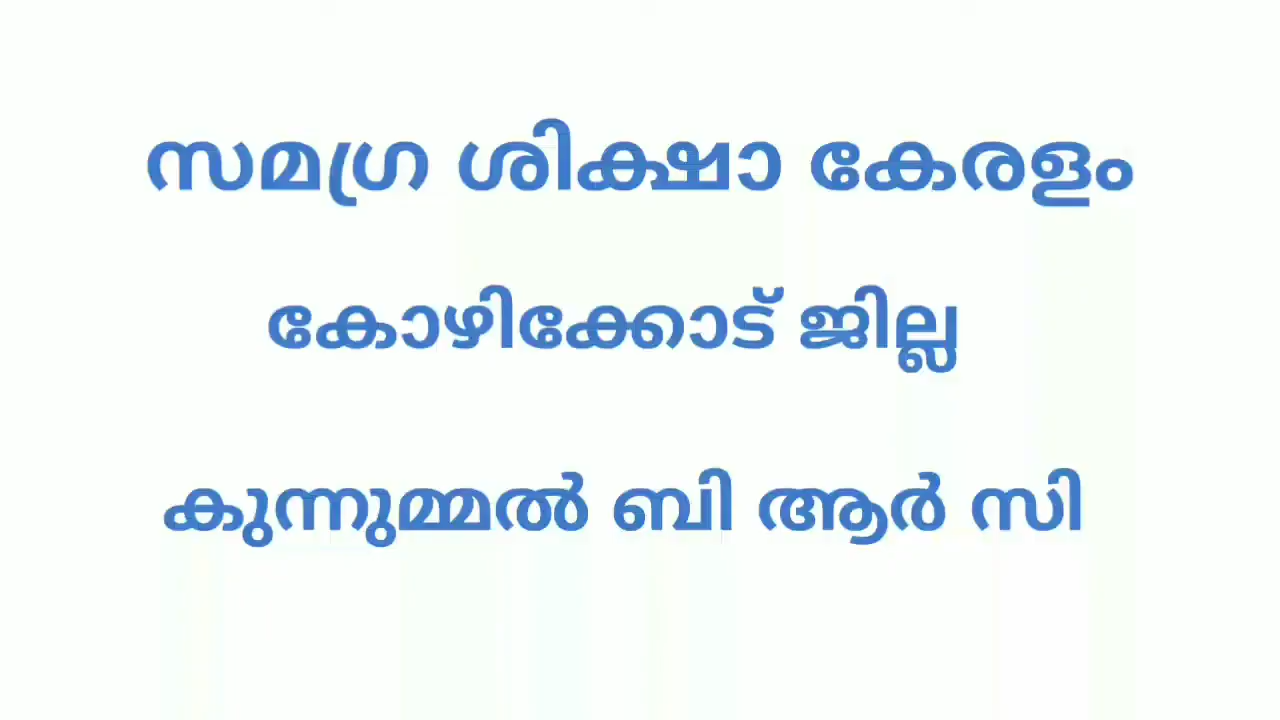 സമഗ്ര ശിക്ഷാ കേരളം
കോഴിക്കോട് ജില്ല
കുന്നുമ്മൽ ബി ആർ സി